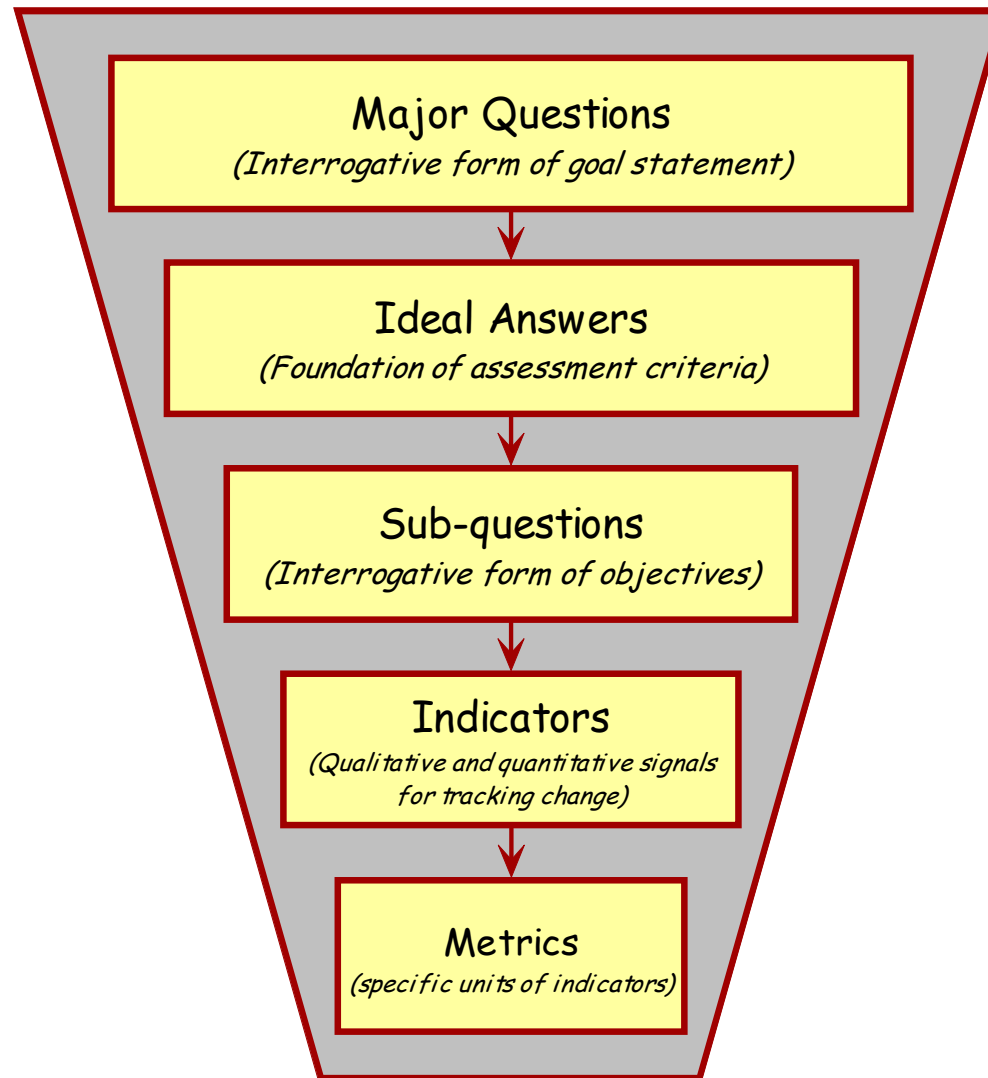 Major Questions
(Interrogative form of goal statement)
Ideal Answers
(Foundation of assessment criteria)
Sub-questions
(Interrogative form of objectives)
Indicators
(Qualitative and quantitative signals
for tracking change)
Metrics
(specific units of indicators)